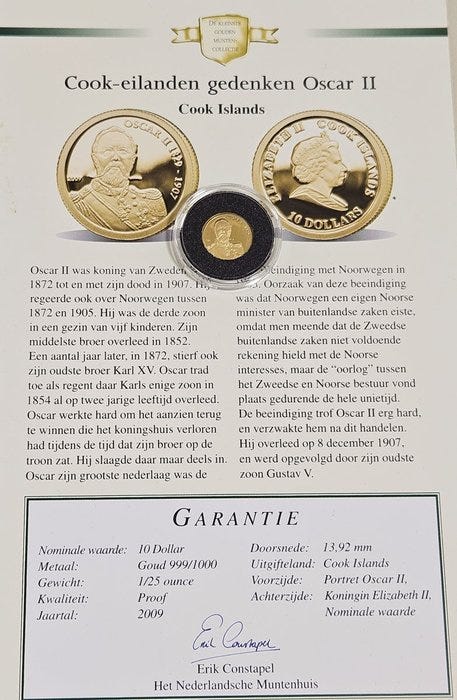 DE KLEINSTE
GOUDEN
MUNTEN-
COLLECTIE
Cook-eilanden gedenken Oscar II
Cook Islands
OSCAR II 1829 - 1907
ELIZABETH II COOK ISLANDS
10 DOLLARS
Oscar II was koning van Zweden
1872 tot en met zijn dood in 1907. Hij
regeerde ook over Noorwegen tussen
1872 en 1905. Hij was de derde zoon
in een gezin van vijf kinderen. Zijn
middelste broer overleed in 1852.
Een aantal jaar later, in 1872, stierf ook
zijn oudste broer Karl XV. Oscar trad
toe als regent daar Karls enige zoon in
1854 al op twee jarige leeftijd overleed.
Oscar werkte hard om het aanzien terug
te winnen die het koningshuis verloren
had tijdens de tijd dat zijn broer op de
troon zat. Hij slaagde daar maar deels in.
Oscar zijn grootste nederlaag was de
beeindiging met Noorwegen in
Oorzaak van deze beeindiging
was dat Noorwegen een eigen Noorse
minister van buitenlandse zaken eiste,
omdat men meende dat de Zweedse
buitenlandse zaken niet voldoende
rekening hield met de Noorse
interesses, maar de "oorlog" tussen
het Zweedse en Noorse bestuur vond
plaats gedurende de hele unietijd.
De beeindiging trof Oscar II erg hard,
en verzwakte hem na dit handelen.
Hij overleed op 8 december 1907,
en werd opgevolgd door zijn oudste
zoon Gustav V.
GARANTIE
Nominale waarde: 10 Dollar
Metaal: Goud 999/1000
Gewicht: 1/25 ounce
Kwaliteit: Proof
Jaartal: 2009
Doorsnede: 13,92 mm
Uitgifteland: Cook Islands
Voorzijde: Portret Oscar II,
Achterzijde: Koningin Elizabeth II,
Nominale waarde
Erik Constapel
Erik Constapel
Het Nederlandsche Muntenhuis